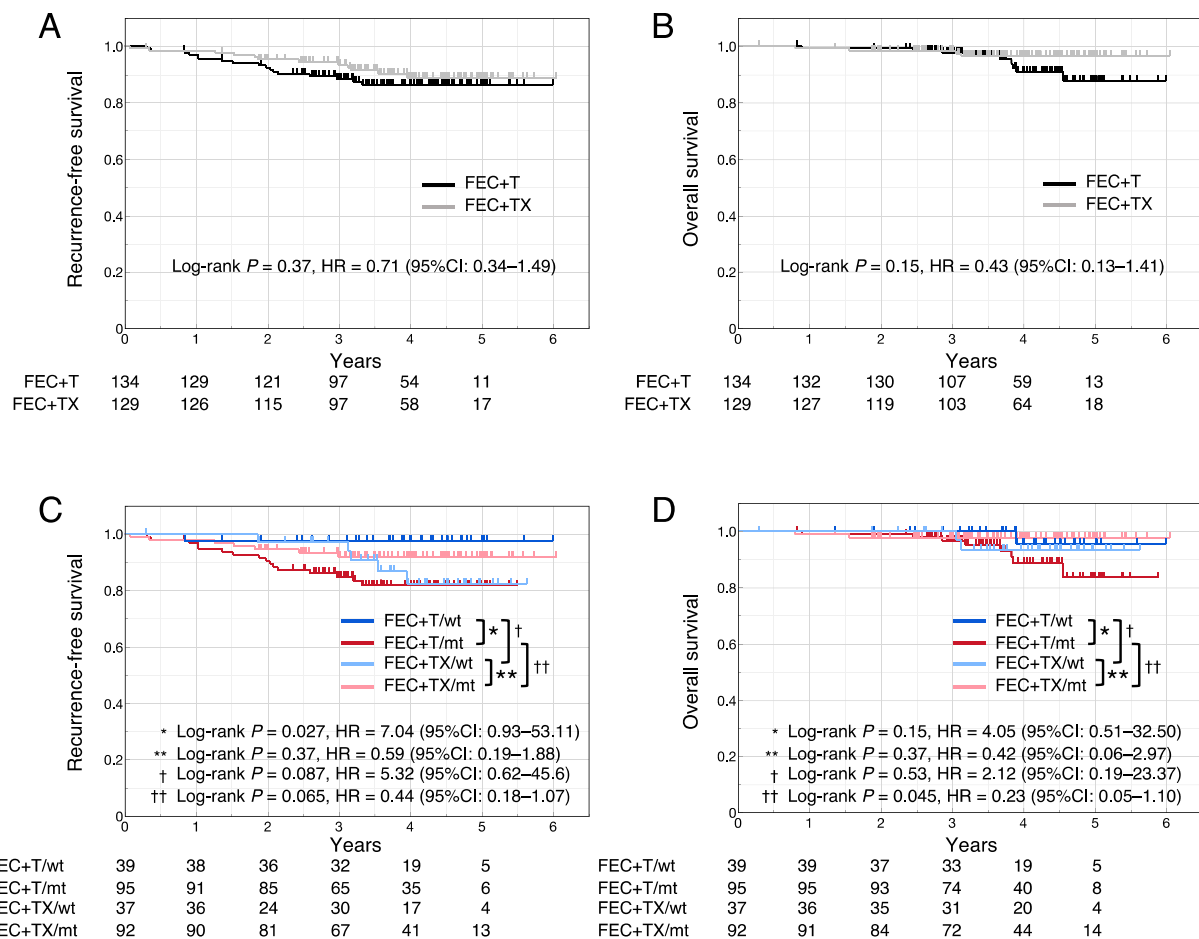 A
Recurrence-free survival
1.0
0.8
0.6
0.4
0.2
0
FEC+T
FEC+TX
Log-rank P = 0.37, HR = 0.71 (95%CI: 0.34–1.49)
0 1 2 3 4 5 6
Years
FEC+T 134 129 121 97 54 11
FEC+TX 129 126 115 97 58 17
B
Overall survival
1.0
0.8
0.6
0.4
0.2
0
FEC+T
FEC+TX
Log-rank P = 0.15, HR = 0.43 (95%CI: 0.13–1.41)
0 1 2 3 4 5 6
Years
FEC+T 134 132 130 107 59 13
FEC+TX 129 127 119 103 64 18
C
Recurrence-free survival
1.0
0.8
0.6
0.4
0.2
0
FEC+T/wt
FEC+T/mt
FEC+TX/wt
FEC+TX/mt
* † ** ††
* Log-rank P = 0.027, HR = 7.04 (95%CI: 0.93–53.11)
** Log-rank P = 0.37, HR = 0.59 (95%CI: 0.19–1.88)
† Log-rank P = 0.087, HR = 5.32 (95%CI: 0.62–45.6)
†† Log-rank P = 0.065, HR = 0.44 (95%CI: 0.18–1.07)
0 1 2 3 4 5 6
Years
EC+T/wt 39 38 36 32 19 5
EC+T/mt 95 91 85 65 35 6
EC+TX/wt 37 36 24 30 17 4
EC+TX/mt 92 90 81 67 41 13
D
Overall survival
1.0
0.8
0.6
0.4
0.2
0
FEC+T/wt
FEC+T/mt
FEC+TX/wt
FEC+TX/mt
* † ** ††
* Log-rank P = 0.15, HR = 4.05 (95%CI: 0.51–32.50)
** Log-rank P = 0.37, HR = 0.42 (95%CI: 0.06–2.97)
† Log-rank P = 0.53, HR = 2.12 (95%CI: 0.19–23.37)
†† Log-rank P = 0.045, HR = 0.23 (95%CI: 0.05–1.10)
0 1 2 3 4 5 6
Years
FEC+T/wt 39 39 37 33 19 5
FEC+T/mt 95 95 93 74 40 8
FEC+TX/wt 37 36 35 31 20 4
FEC+TX/mt 92 91 84 72 44 14